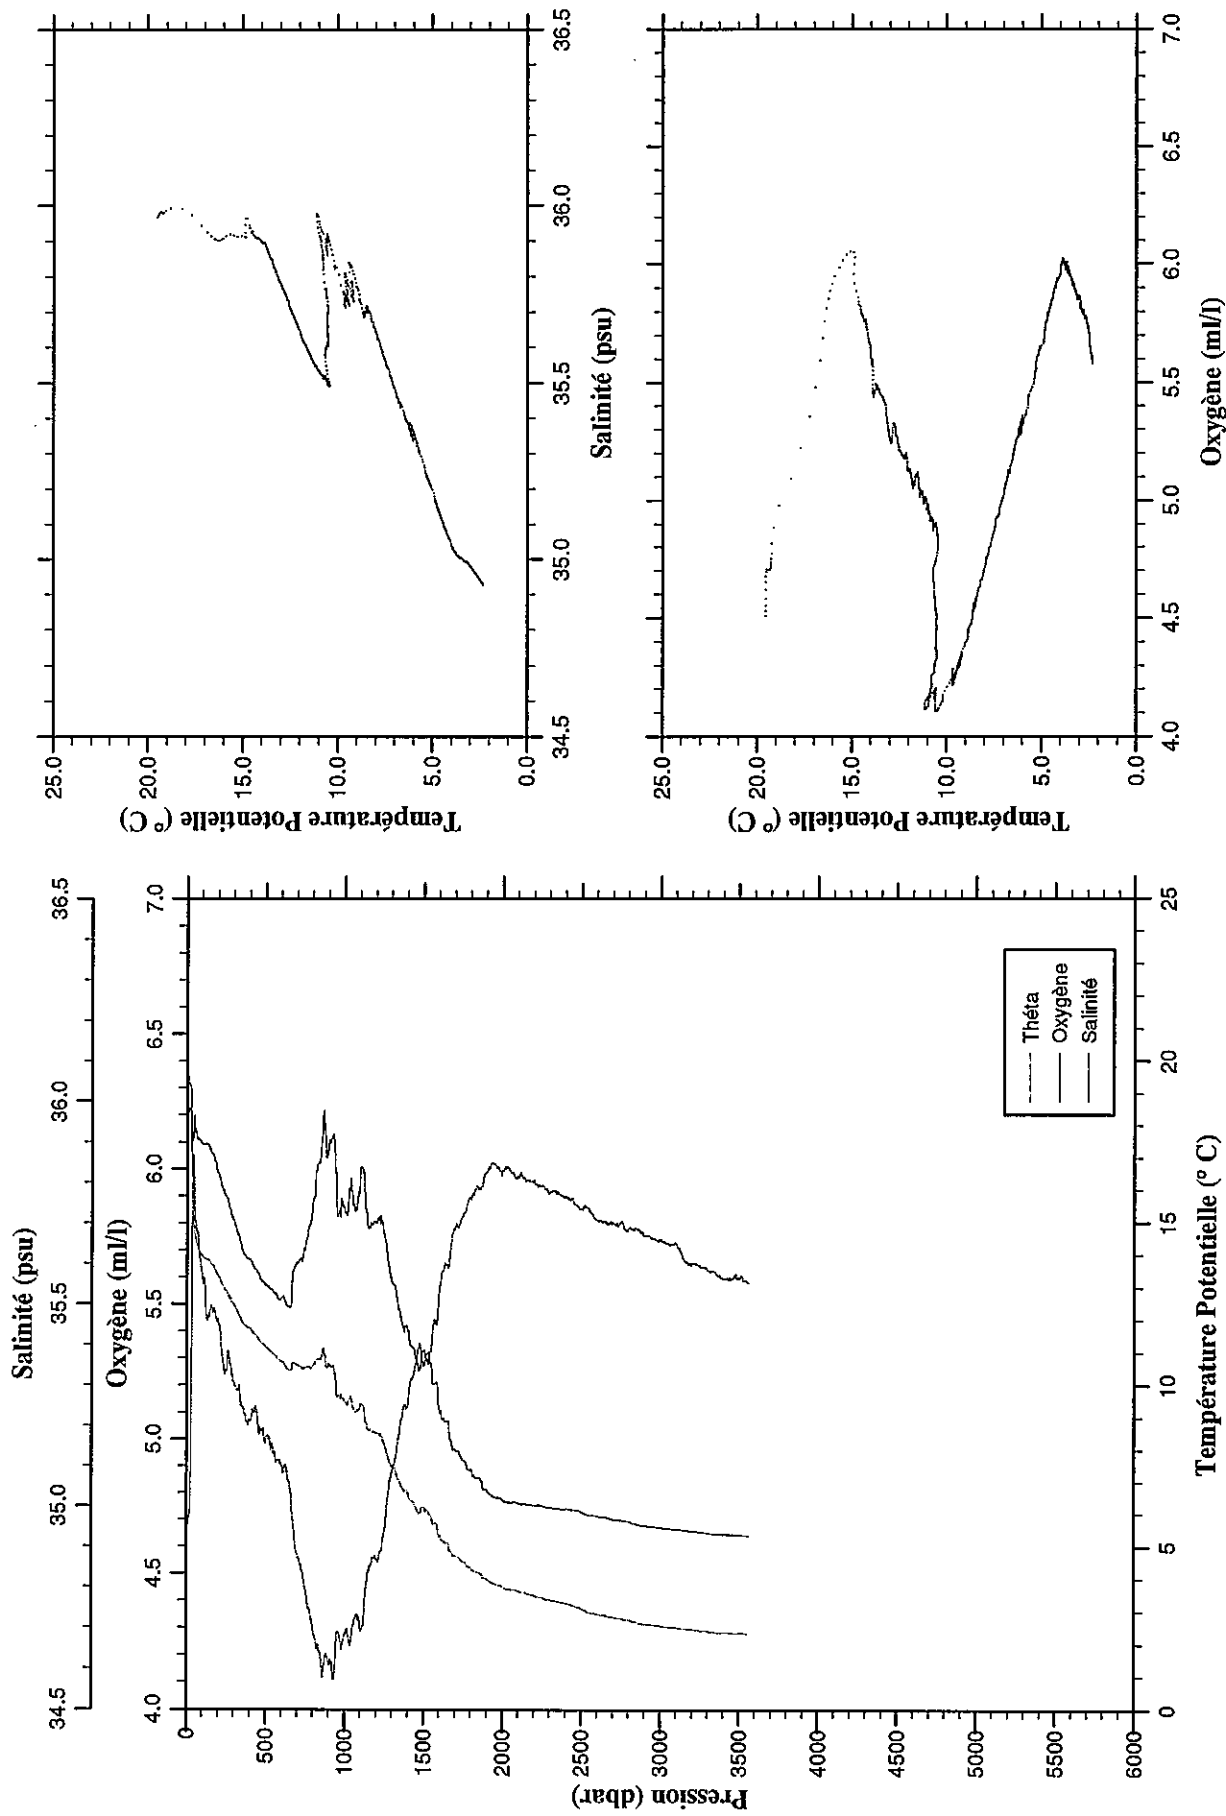 Salinité (psu)
34.5 35.0 35.5 36.0 36.5
Oxygène (ml/l)
4.0 4.5 5.0 5.5 6.0 6.5 7.0
Pression (dbar)
0
500
1000
1500
2000
2500
3000
3500
4000
4500
5000
5500
6000
Théta
Oxygène
Salinité
0 5 10 15 20 25
Température Potentielle (° C)
Température Potentielle (° C)
25.0
20.0
15.0
10.0
5.0
0.0
34.5 35.0 35.5 36.0 36.5
Salinité (psu)
Température Potentielle (° C)
25.0
20.0
15.0
10.0
5.0
0.0
4.0 4.5 5.0 5.5 6.0 6.5 7.0
Oxygène (ml/l)